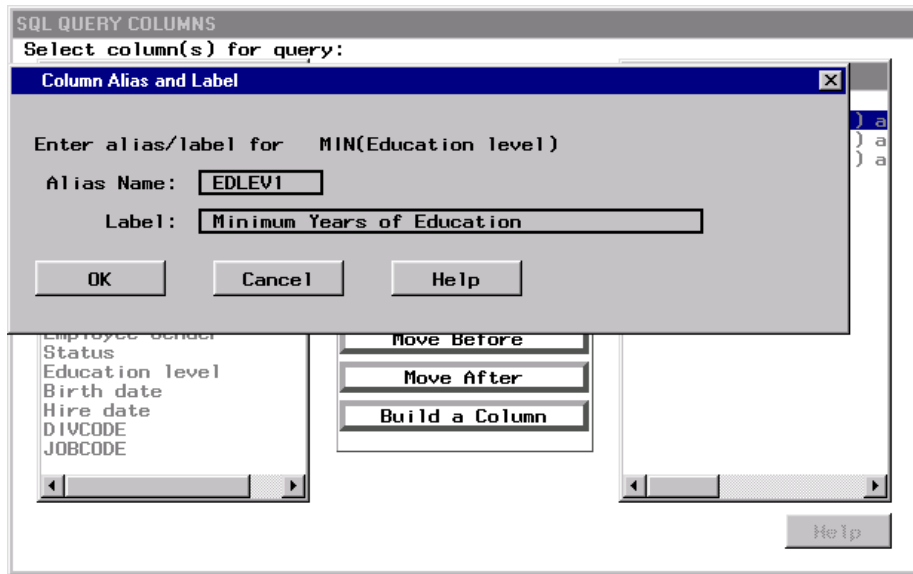 SQL QUERY COLUMNS
Select column(s) for query:
Column Alias and Label
Enter alias/label for MIN(Education level)
Alias Name: EDLEV1
Label: Minimum Years of Education
OK Cancel Help
) a
) a
) a
Employee Gender
Status
Education level
Birth date
Hire date
DIVCODE
JOBCODE
Move Before
Move After
Build a Column
Help